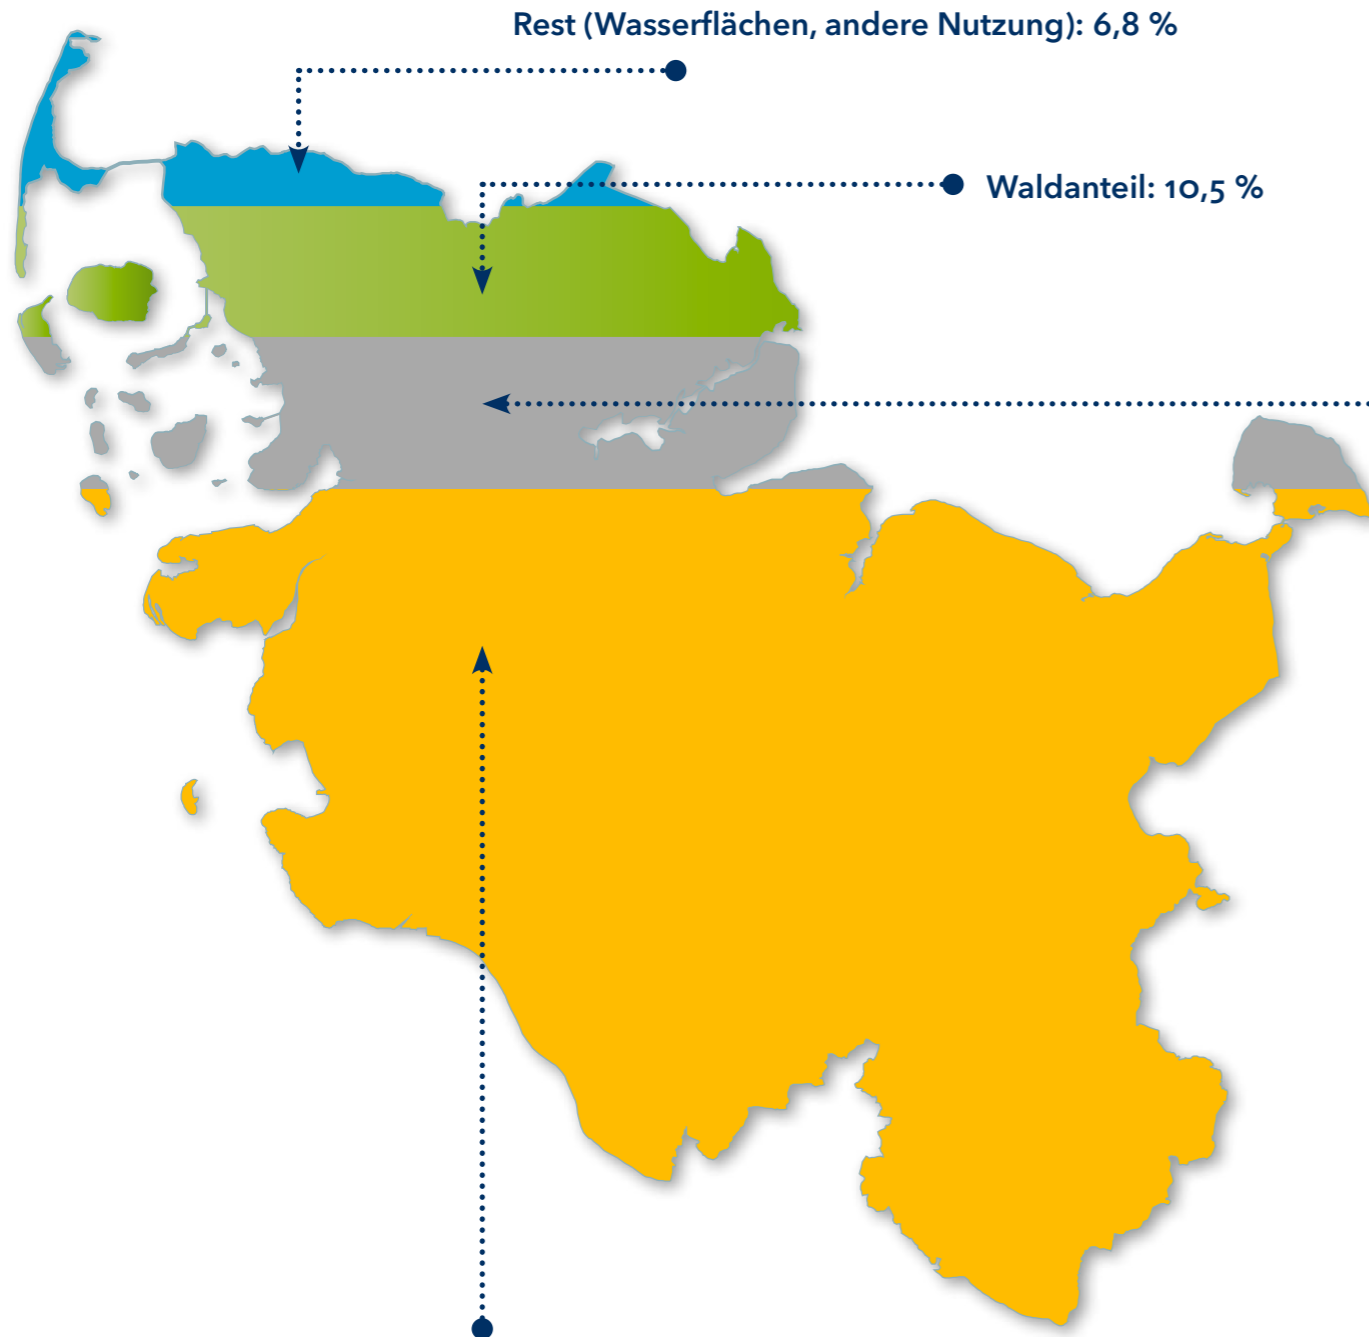 Rest (Wasserflächen, andere Nutzung): 6,8 %
Waldanteil: 10,5 %